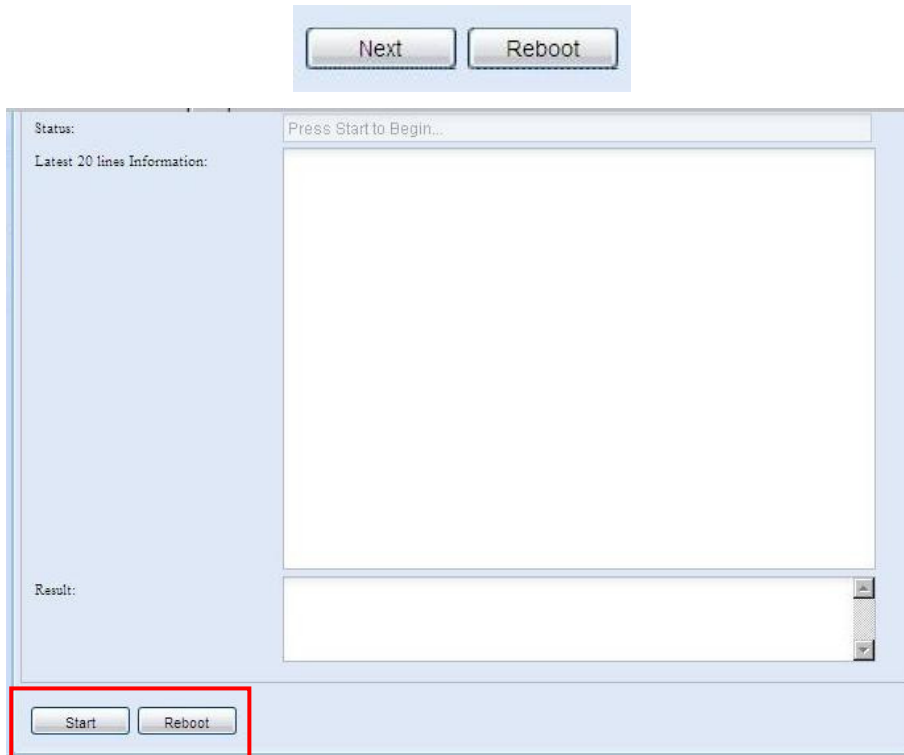 Next Reboot
Status: Press Start to Begin...
Latest 20 lines Information:
Result:
Start Reboot